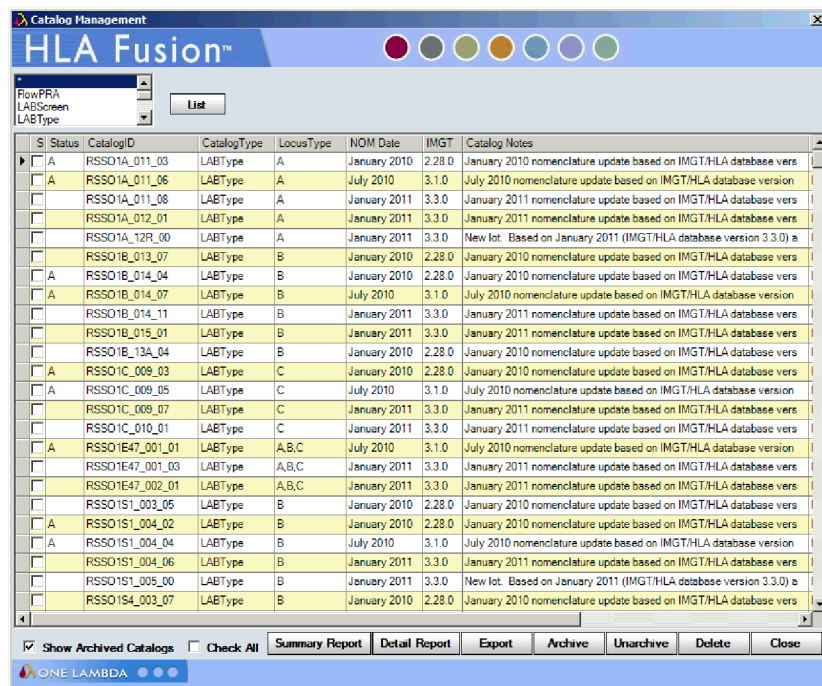 Catalog Management
HLA Fusion™
*
FlowPRA
LABScreen
LABType
List
S Status CatalogID CatalogType LocusType NOM Date IMGT Catalog Notes
A RSSO1A_011_03 LABType A January 2010 2.28.0 January 2010 nomenclature update based on IMGT/HLA database vers
A RSSO1A_011_06 LABType A July 2010 3.1.0 July 2010 nomenclature update based on IMGT/HLA database version
RSSO1A_011_08 LABType A January 2011 3.3.0 January 2011 nomenclature update based on IMGT/HLA database vers
RSSO1A_012_01 LABType A January 2011 3.3.0 January 2011 nomenclature update based on IMGT/HLA database vers
RSSO1A_12R_00 LABType A January 2011 3.3.0 New lot. Based on January 2011 (IMGT/HLA database version 3.3.0) a
RSSO1B_013_07 LABType B January 2010 2.28.0 January 2010 nomenclature update based on IMGT/HLA database vers
A RSSO1B_014_04 LABType B January 2010 2.28.0 January 2010 nomenclature update based on IMGT/HLA database vers
A RSSO1B_014_07 LABType B July 2010 3.1.0 July 2010 nomenclature update based on IMGT/HLA database version
RSSO1B_014_11 LABType B January 2011 3.3.0 January 2011 nomenclature update based on IMGT/HLA database vers
RSSO1B_015_01 LABType B January 2011 3.3.0 January 2011 nomenclature update based on IMGT/HLA database vers
RSSO1B_13A_04 LABType B January 2010 2.28.0 January 2010 nomenclature update based on IMGT/HLA database vers
A RSSO1C_009_03 LABType C January 2010 2.28.0 January 2010 nomenclature update based on IMGT/HLA database vers
A RSSO1C_009_05 LABType C July 2010 3.1.0 July 2010 nomenclature update based on IMGT/HLA database version
RSSO1C_009_07 LABType C January 2011 3.3.0 January 2011 nomenclature update based on IMGT/HLA database vers
RSSO1C_010_01 LABType C January 2011 3.3.0 January 2011 nomenclature update based on IMGT/HLA database vers
A RSSO1E47_001_01 LABType A,B,C July 2010 3.1.0 July 2010 nomenclature update based on IMGT/HLA database version
RSSO1E47_001_03 LABType A,B,C January 2011 3.3.0 January 2011 nomenclature update based on IMGT/HLA database vers
RSSO1E47_002_01 LABType A,B,C January 2011 3.3.0 January 2011 nomenclature update based on IMGT/HLA database vers
RSSO1S1_003_05 LABType B January 2010 2.28.0 January 2010 nomenclature update based on IMGT/HLA database vers
A RSSO1S1_004_02 LABType B January 2010 2.28.0 January 2010 nomenclature update based on IMGT/HLA database vers
A RSSO1S1_004_04 LABType B July 2010 3.1.0 July 2010 nomenclature update based on IMGT/HLA database version
RSSO1S1_004_06 LABType B January 2011 3.3.0 January 2011 nomenclature update based on IMGT/HLA database vers
RSSO1S1_005_00 LABType B January 2011 3.3.0 New lot. Based on January 2011 (IMGT/HLA database version 3.3.0) a
RSSO1S4_003_07 LABType B January 2010 2.28.0 January 2010 nomenclature update based on IMGT/HLA database vers
Show Archived Catalogs Check All Summary Report Detail Report Export Archive Unarchive Delete Close
ONE LAMBDA